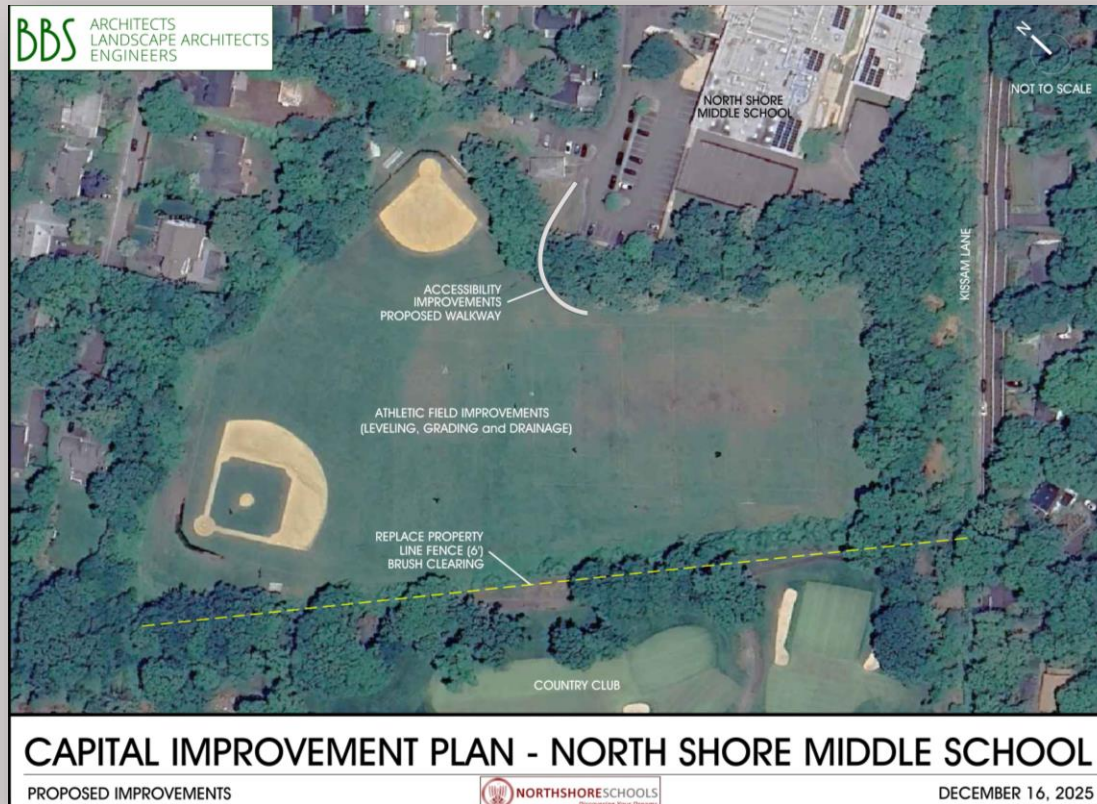 BBS ARCHITECTS
LANDSCAPE ARCHITECTS
ENGINEERS
N
NOT TO SCALE
NORTH SHORE
MIDDLE SCHOOL
KISSAM LANE
ACCESSIBILITY
IMPROVEMENTS
PROPOSED WALKWAY
ATHLETIC FIELD IMPROVEMENTS
(LEVELING, GRADING and DRAINAGE)
REPLACE PROPERTY
LINE FENCE (6')
BRUSH CLEARING
COUNTRY CLUB
CAPITAL IMPROVEMENT PLAN - NORTH SHORE MIDDLE SCHOOL
PROPOSED IMPROVEMENTS
NORTHSHORESCHOOLS
DECEMBER 16, 2025